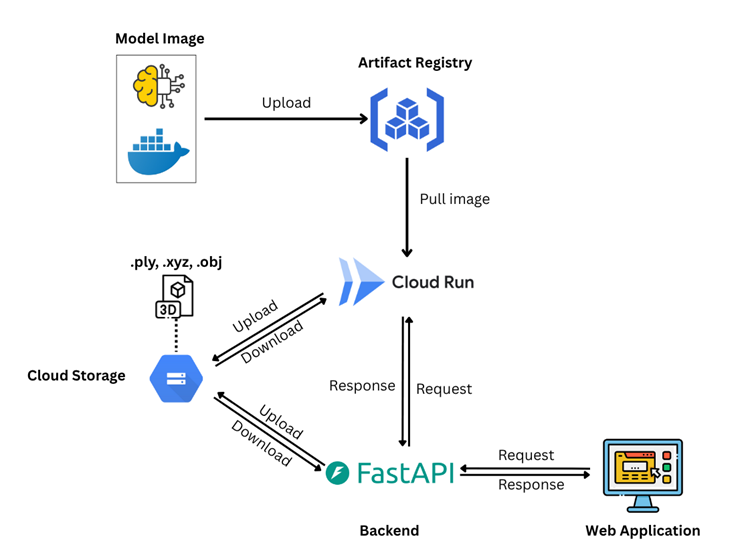 Model Image
Artifact Registry
Upload
Pull image
.ply, .xyz, .obj
3D
Cloud Run
Upload
Download
Cloud Storage
Response
Request
Upload
Download
FastAPI
Request
Response
Backend
Web Application